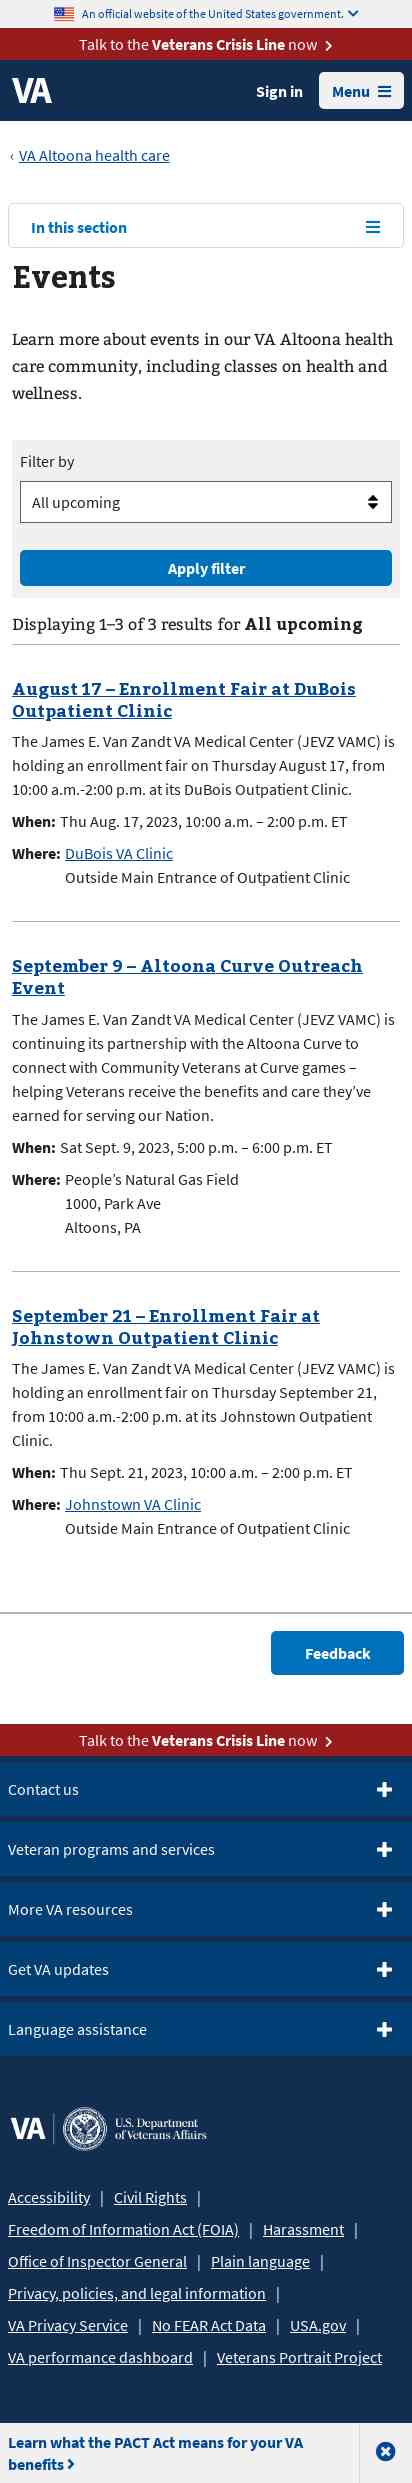 An official website of the United States government.
Talk to the Veterans Crisis Line now
VA
Sign in
Menu
‹ VA Altoona health care
In this section
Events
Learn more about events in our VA Altoona health
care community, including classes on health and
wellness.
Filter by
All upcoming
Apply filter
Displaying 1–3 of 3 results for All upcoming
August 17 – Enrollment Fair at DuBois
Outpatient Clinic
The James E. Van Zandt VA Medical Center (JEVZ VAMC) is
holding an enrollment fair on Thursday August 17, from
10:00 a.m.-2:00 p.m. at its DuBois Outpatient Clinic.
When: Thu Aug. 17, 2023, 10:00 a.m. – 2:00 p.m. ET
Where: DuBois VA Clinic
Outside Main Entrance of Outpatient Clinic
September 9 – Altoona Curve Outreach
Event
The James E. Van Zandt VA Medical Center (JEVZ VAMC) is
continuing its partnership with the Altoona Curve to
connect with Community Veterans at Curve games –
helping Veterans receive the benefits and care they’ve
earned for serving our Nation.
When: Sat Sept. 9, 2023, 5:00 p.m. – 6:00 p.m. ET
Where: People’s Natural Gas Field
1000, Park Ave
Altoons, PA
September 21 – Enrollment Fair at
Johnstown Outpatient Clinic
The James E. Van Zandt VA Medical Center (JEVZ VAMC) is
holding an enrollment fair on Thursday September 21,
from 10:00 a.m.-2:00 p.m. at its Johnstown Outpatient
Clinic.
When: Thu Sept. 21, 2023, 10:00 a.m. – 2:00 p.m. ET
Where: Johnstown VA Clinic
Outside Main Entrance of Outpatient Clinic
Feedback
Talk to the Veterans Crisis Line now
Contact us
Veteran programs and services
More VA resources
Get VA updates
Language assistance
VA
U.S. Department
of Veterans Affairs
Accessibility | Civil Rights |
Freedom of Information Act (FOIA) | Harassment |
Office of Inspector General | Plain language |
Privacy, policies, and legal information |
VA Privacy Service | No FEAR Act Data | USA.gov |
VA performance dashboard | Veterans Portrait Project
Learn what the PACT Act means for your VA
benefits